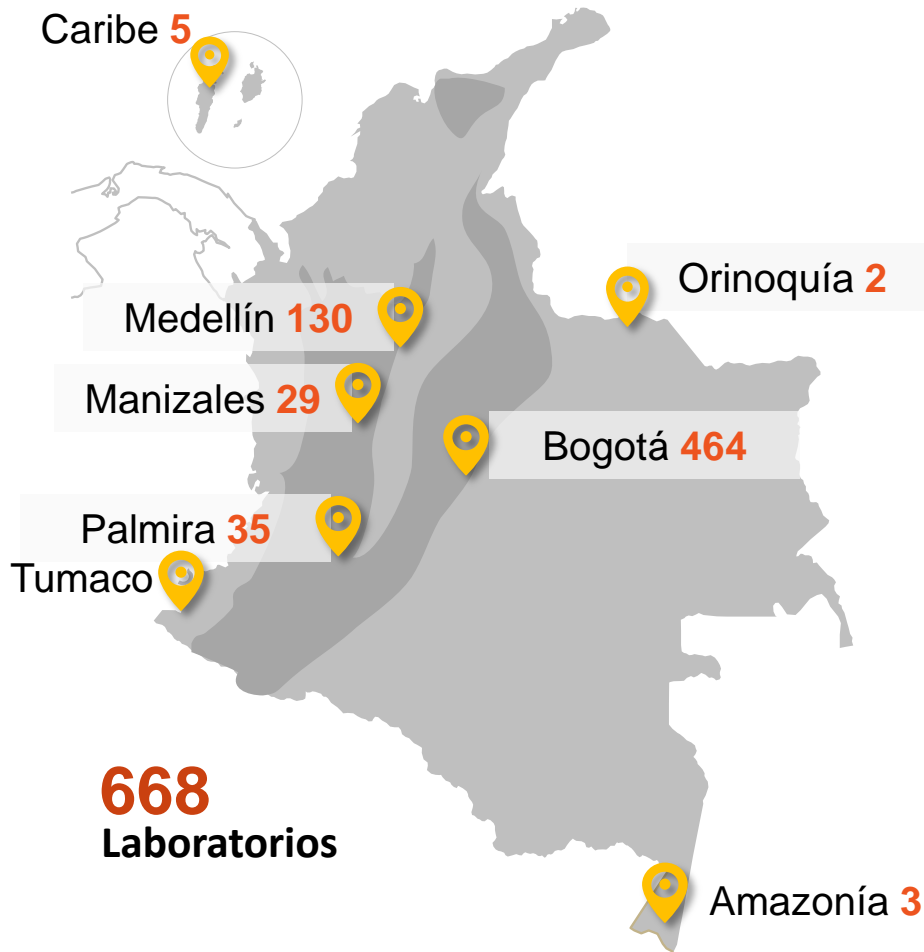 Caribe 5
Orinoquía 2
Medellín 130
Manizales 29
Bogotá 464
Palmira 35
Tumaco
668
Laboratorios
Amazonía 3